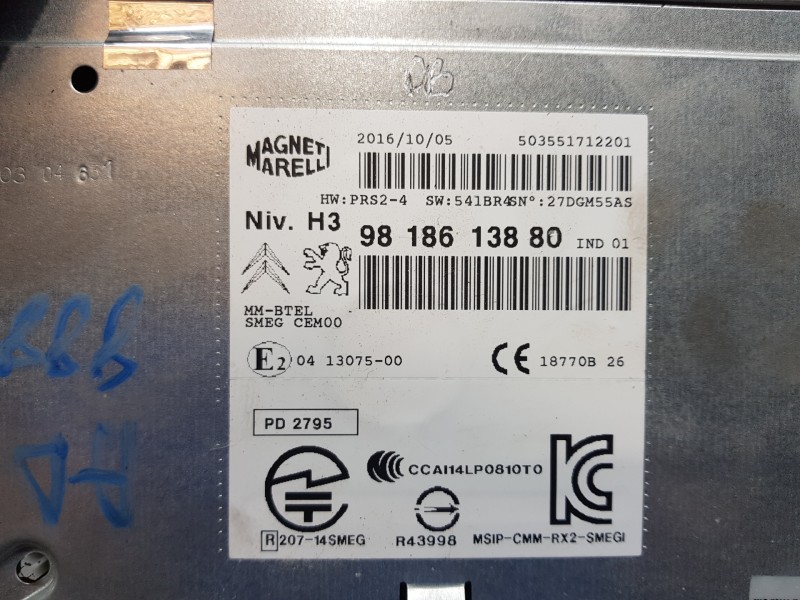 MAGNETI
MARELLI
2016/10/05 503551712201
HW:PRS2-4 SW:541BR4SN°:27DGM55AS
Niv. H3
98 186 138 80 IND 01
MM-BTEL
SMEG CEM00
E2 04 13075-00
CE 18770B 26
PD 2795
CCAI14LP0810T0
R 207-14SMEG
R43998
MSIP-CMM-RX2-SMEGI